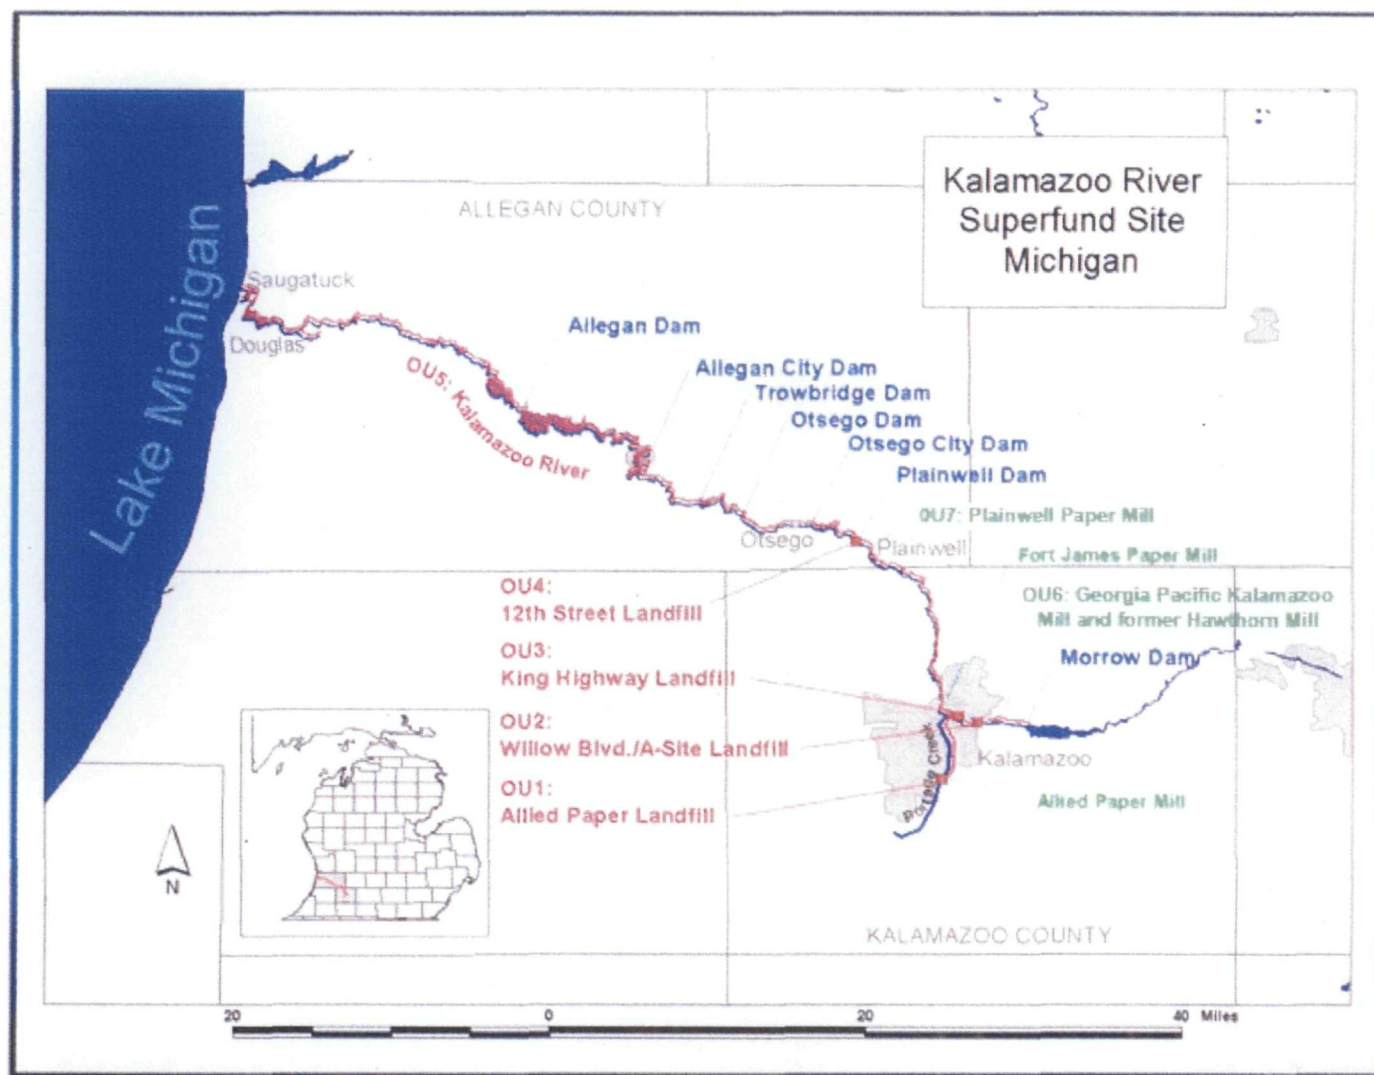 Kalamazoo River
Superfund Site
Michigan
ALLEGAN COUNTY
Lake Michigan
Saugatuck
Douglas
Allegan Dam
OU5: Kalamazoo River
Allegan City Dam
Trowbridge Dam
Otsego Dam
Otsego City Dam
Plainwell Dam
0U7: Plainwell Paper Mill
Otsego
Plainwell
Fort James Paper Mill
OU4:
12th Street Landfill
OU6: Georgia Pacific Kalamazoo
Mill and former Hawthorn Mill
OU3:
King Highway Landfill
Morrow Dam
OU2:
Willow Blvd./A-Site Landfill
Portage Creek
Kalamazoo
OU1:
Allied Paper Landfill
Allied Paper Mill
N
KALAMAZOO COUNTY
20 0 20 40 Miles